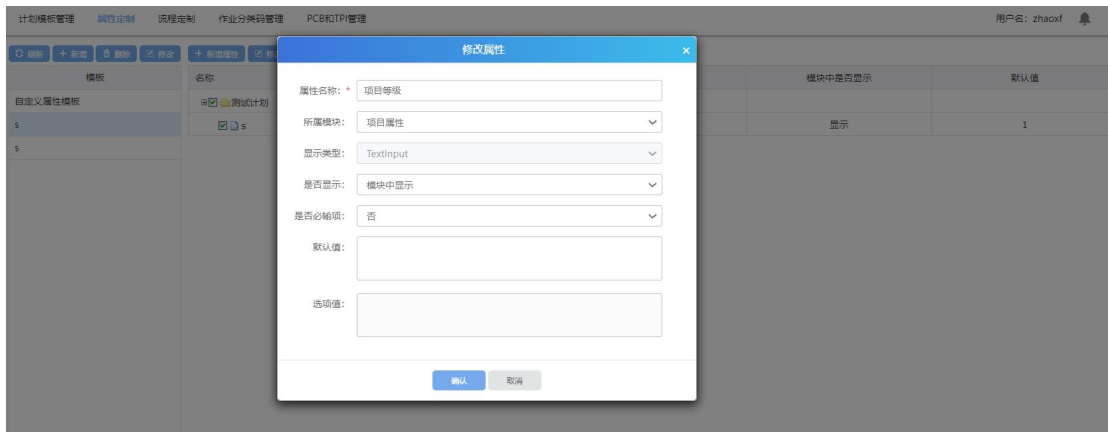 计划模板管理 属性定制 流程定制 作业分类码管理 PCB和TPI管理 用户名: zhaoxf
刷新 新增 删除 修改 新增属性
修改属性
模板 名称 模块中是否显示 默认值
属性名称: * 项目等级
自定义属性模板 测试计划
所属模块: 项目属性
s s 显示 1
显示类型: TextInput
s
是否显示: 模块中显示
是否必输项: 否
默认值:
选项值:
确认 取消